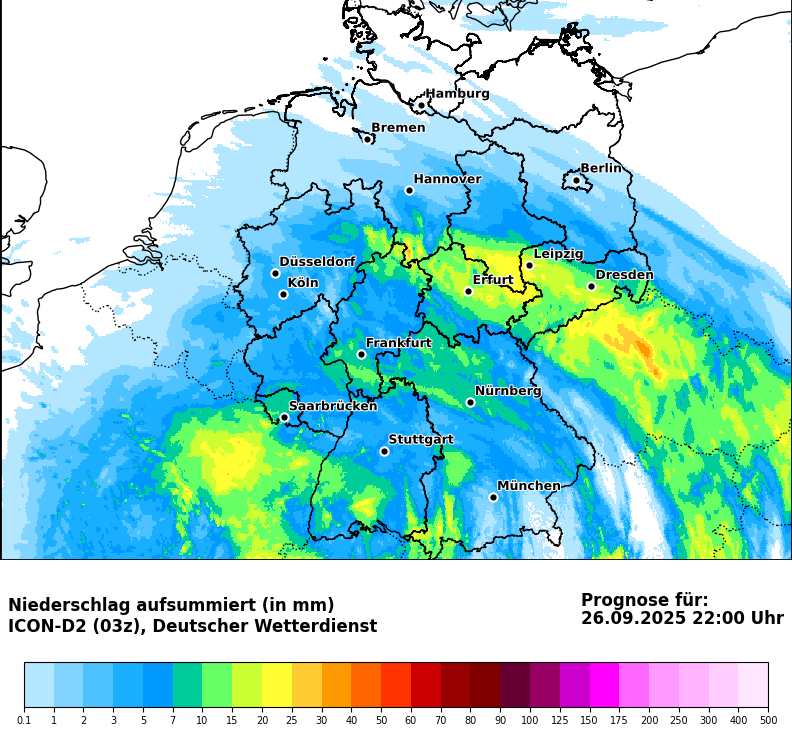 Hamburg
Bremen
Berlin
Hannover
Leipzig
Düsseldorf
Dresden
Erfurt
Köln
Frankfurt
Nürnberg
Saarbrücken
Stuttgart
München
Niederschlag aufsummiert (in mm)
ICON-D2 (03z), Deutscher Wetterdienst
Prognose für:
26.09.2025 22:00 Uhr
0.1 1 2 3 5 7 10 15 20 25 30 40 50 60 70 80 90 100 125 150 175 200 250 300 400 500